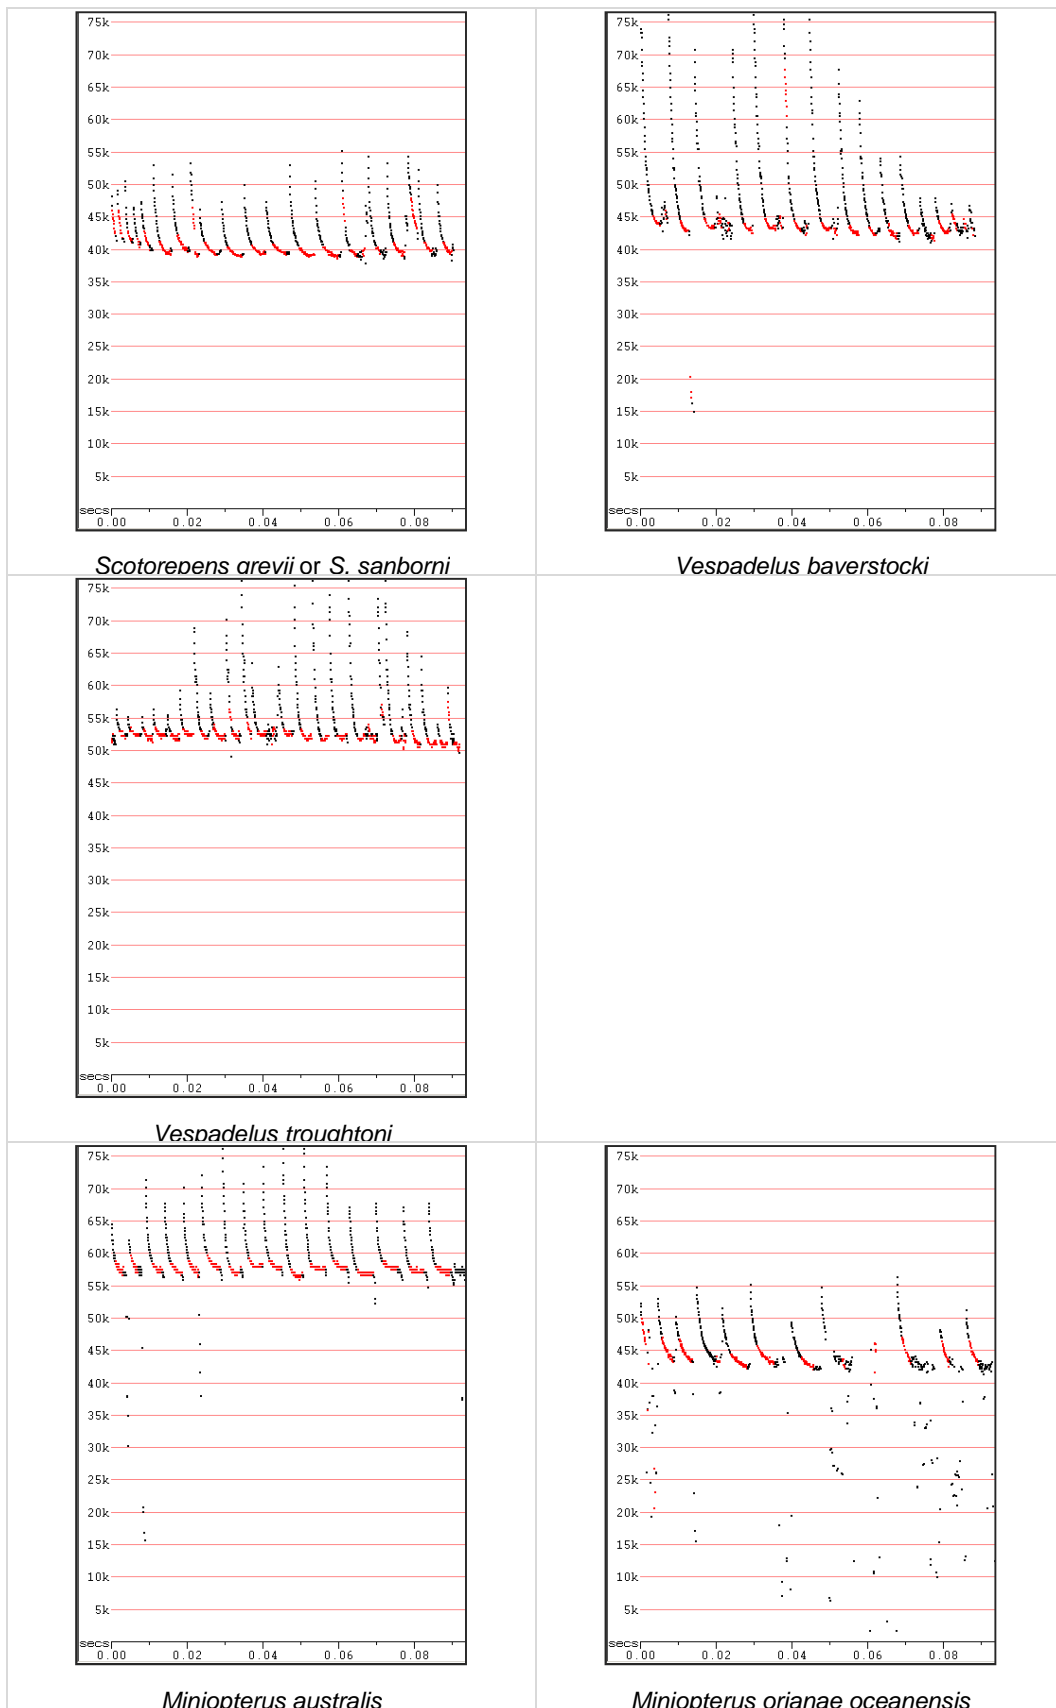 75k
70k
65k
60k
55k
50k
45k
40k
35k
30k
25k
20k
15k
10k
5k
secs
0.00 0.02 0.04 0.06 0.08
Scotorepens greyii or S. sanborni
75k
70k
65k
60k
55k
50k
45k
40k
35k
30k
25k
20k
15k
10k
5k
secs
0.00 0.02 0.04 0.06 0.08
Vespadelus baverstocki
75k
70k
65k
60k
55k
50k
45k
40k
35k
30k
25k
20k
15k
10k
5k
secs
0.00 0.02 0.04 0.06 0.08
Vespadelus troughtoni
75k
70k
65k
60k
55k
50k
45k
40k
35k
30k
25k
20k
15k
10k
5k
secs
0.00 0.02 0.04 0.06 0.08
Miniopterus australis
75k
70k
65k
60k
55k
50k
45k
40k
35k
30k
25k
20k
15k
10k
5k
secs
0.00 0.02 0.04 0.06 0.08
Miniopterus orianae oceanensis